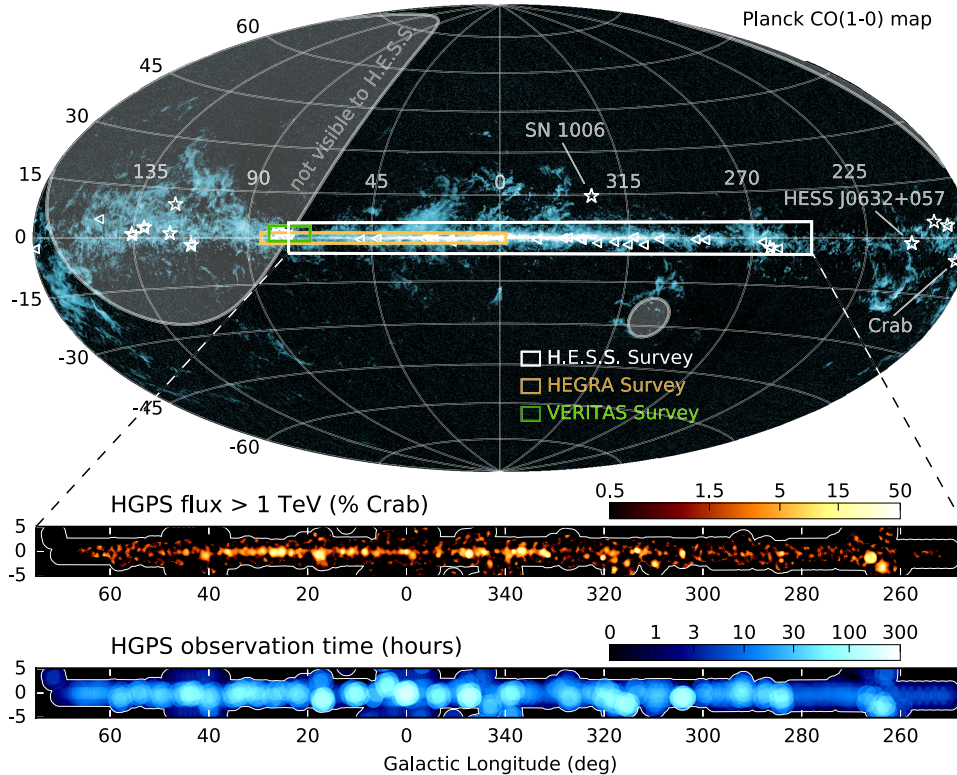 Planck CO(1-0) map
60
45
30
15
0
-15
-30
-45
-60
135
90
45
0
315
270
225
not visible to H.E.S.S.
SN 1006
HESS J0632+057
Crab
H.E.S.S. Survey
HEGRA Survey
VERITAS Survey
HGPS flux > 1 TeV (% Crab)
0.5 1.5 5 15 50
5
0
-5
75 60 40 20 0 340 320 300 280 260
HGPS observation time (hours)
0 1 3 10 30 100 300
5
0
-5
75 60 40 20 0 340 320 300 280 260
Galactic Longitude (deg)